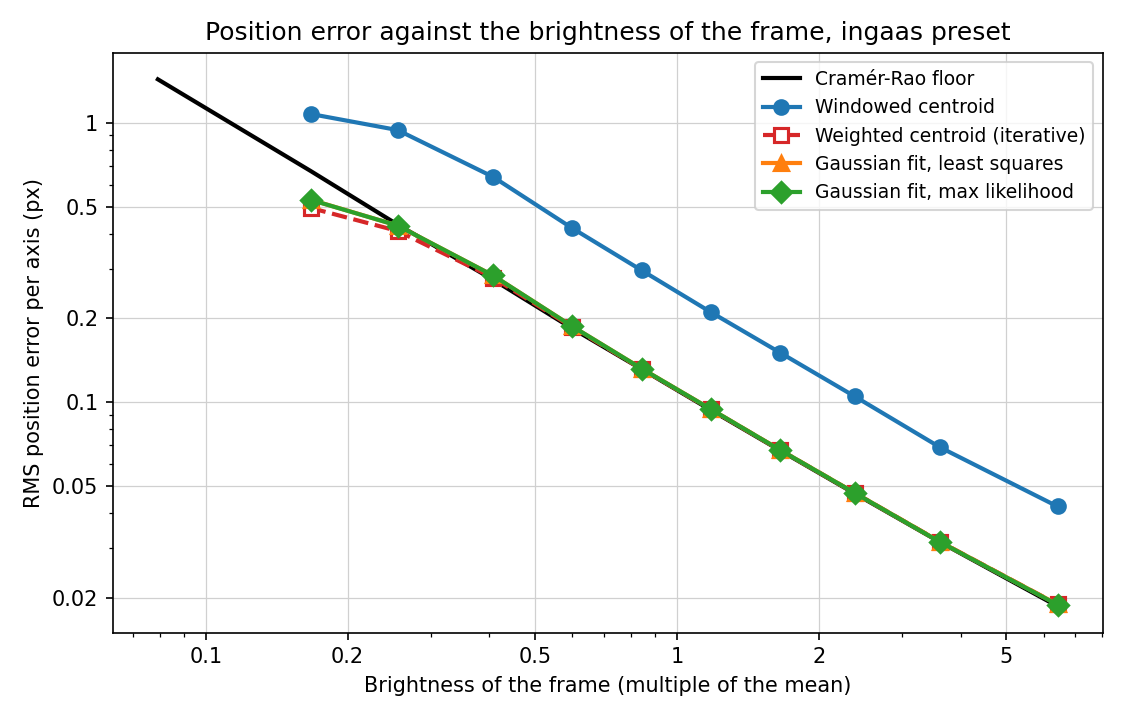 Position error against the brightness of the frame, ingaas preset
Cramér-Rao floor
Windowed centroid
Weighted centroid (iterative)
Gaussian fit, least squares
Gaussian fit, max likelihood
RMS position error per axis (px)
1
0.5
0.2
0.1
0.05
0.02
0.1 0.2 0.5 1 2 5
Brightness of the frame (multiple of the mean)